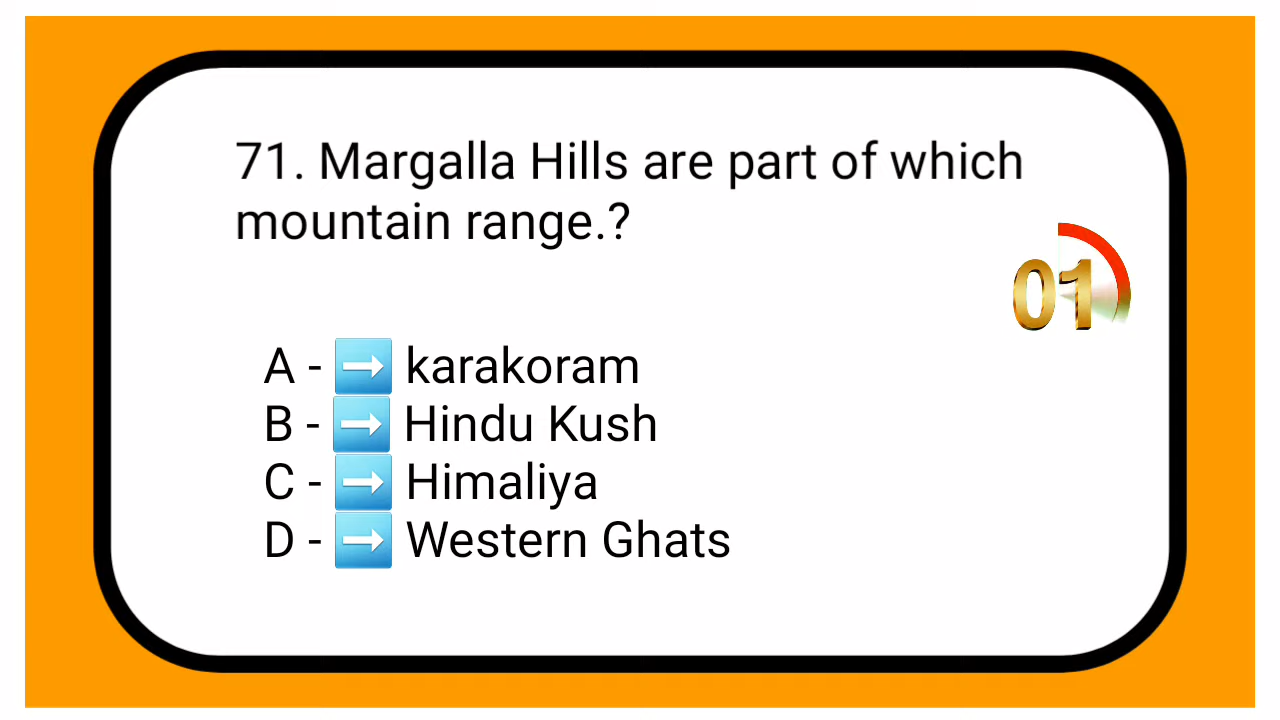 71. Margalla Hills are part of which
mountain range.?
01
A - ➡️ karakoram
B - ➡️ Hindu Kush
C - ➡️ Himaliya
D - ➡️ Western Ghats